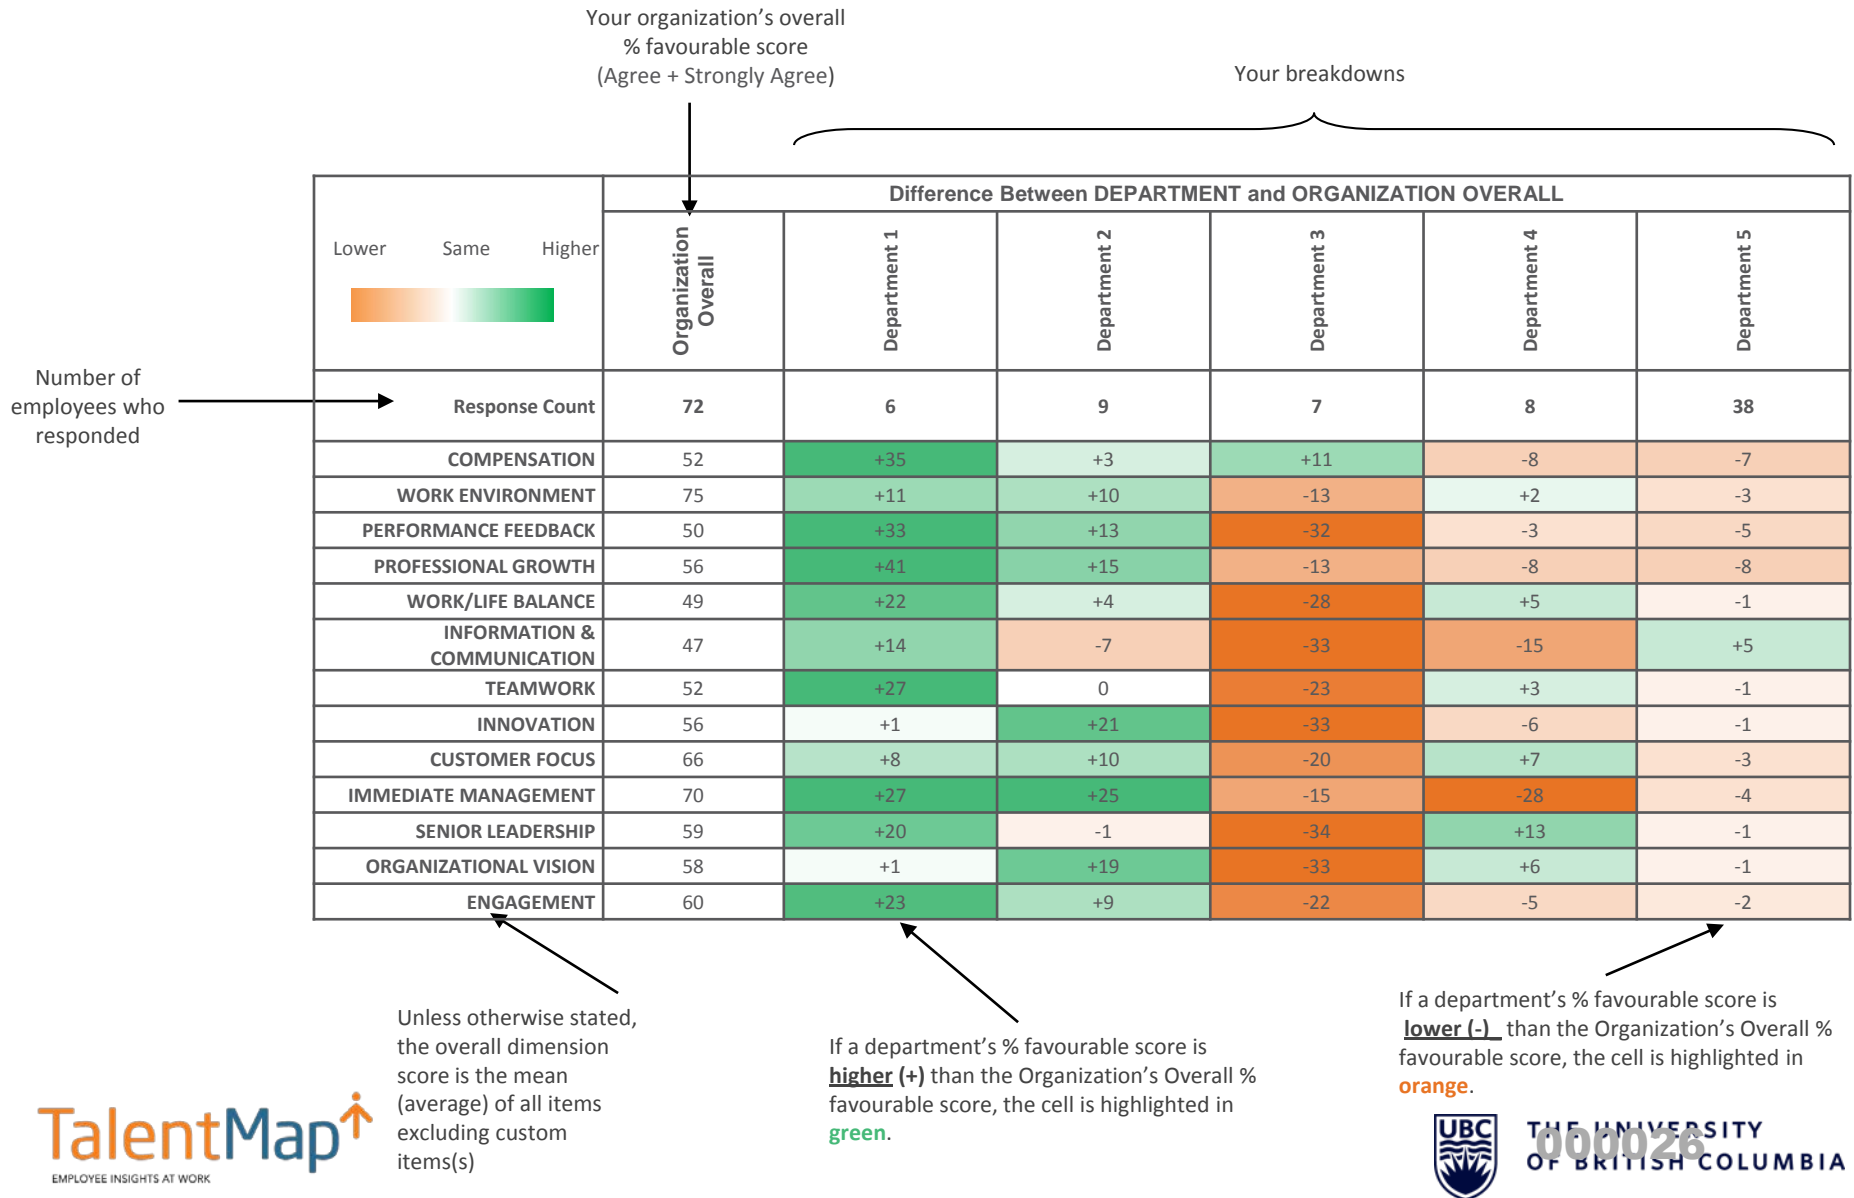 Your organization's overall
% favourable score
(Agree + Strongly Agree)
Your breakdowns
Difference Between DEPARTMENT and ORGANIZATION OVERALL
Lower Same Higher
Organization
Overall
Department 1
Department 2
Department 3
Department 4
Department 5
Number of
employees who
responded
Response Count 72 6 9 7 8 38
COMPENSATION 52 +35 +3 +11 -8 -7
WORK ENVIRONMENT 75 +11 +10 -13 +2 -3
PERFORMANCE FEEDBACK 50 +33 +13 -32 -3 -5
PROFESSIONAL GROWTH 56 +41 +15 -13 -8 -8
WORK/LIFE BALANCE 49 +22 +4 -28 +5 -1
INFORMATION &
COMMUNICATION 47 +14 -7 -33 -15 +5
TEAMWORK 52 +27 0 -23 +3 -1
INNOVATION 56 +1 +21 -33 -6 -1
CUSTOMER FOCUS 66 +8 +10 -20 +7 -3
IMMEDIATE MANAGEMENT 70 +27 +25 -15 -28 -4
SENIOR LEADERSHIP 59 +20 -1 -34 +13 -1
ORGANIZATIONAL VISION 58 +1 +19 -33 +6 -1
ENGAGEMENT 60 +23 +9 -22 -5 -2
Unless otherwise stated,
the overall dimension
score is the mean
(average) of all items
excluding custom
items(s)
If a department's % favourable score is
higher (+) than the Organization's Overall %
favourable score, the cell is highlighted in
green.
If a department's % favourable score is
lower (-)_ than the Organization's Overall %
favourable score, the cell is highlighted in
orange.
TalentMap
EMPLOYEE INSIGHTS AT WORK
UBC
THE UNIVERSITY
OF BRITISH COLUMBIA
000026